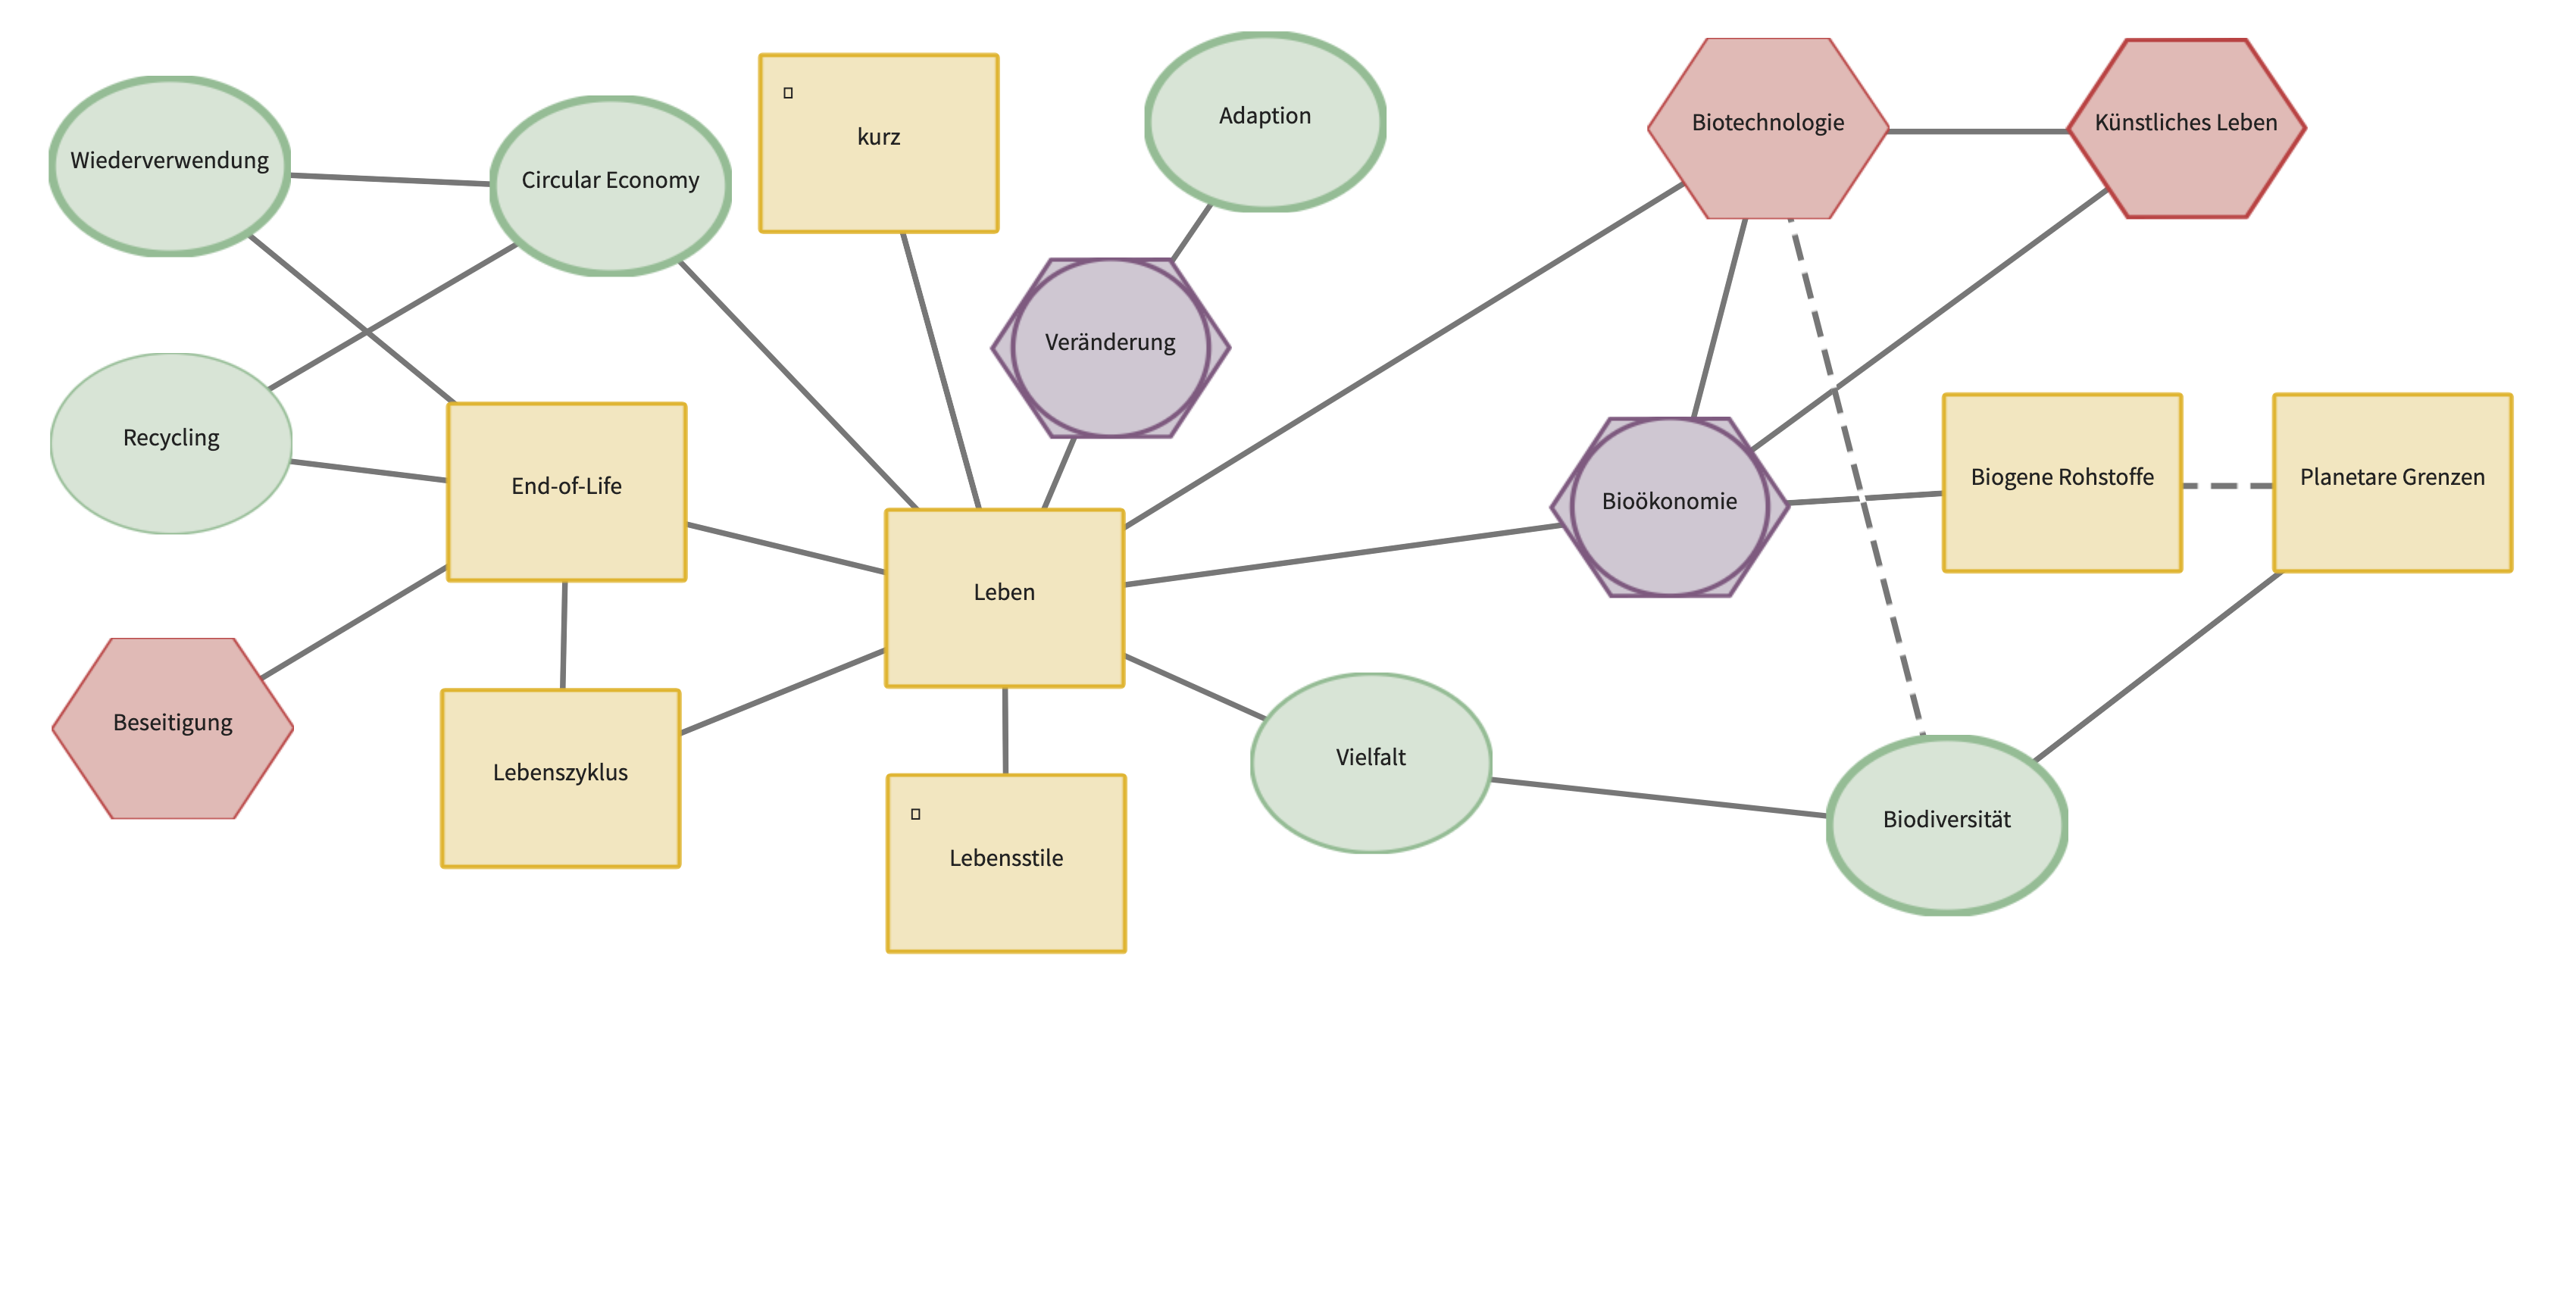 Wiederverwendung
Circular Economy
kurz
Adaption
Biotechnologie
Künstliches Leben
Veränderung
Recycling
End-of-Life
Bioökonomie
Biogene Rohstoffe
Planetare Grenzen
Leben
Beseitigung
Lebenszyklus
Lebensstile
Vielfalt
Biodiversität